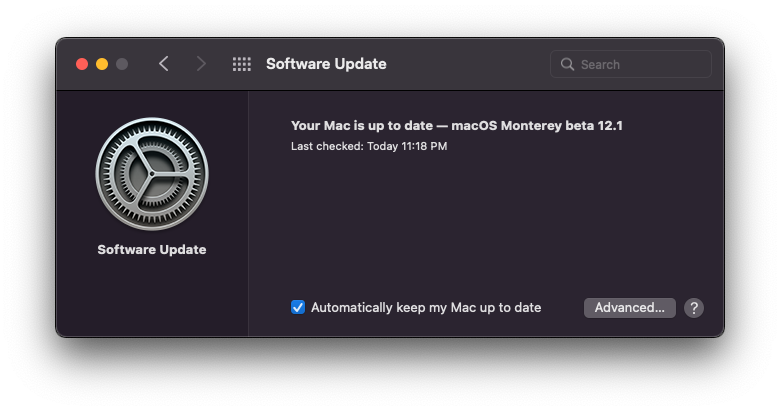 Software Update
Search
Your Mac is up to date — macOS Monterey beta 12.1
Last checked: Today 11:18 PM
Software Update
Automatically keep my Mac up to date
Advanced...
?